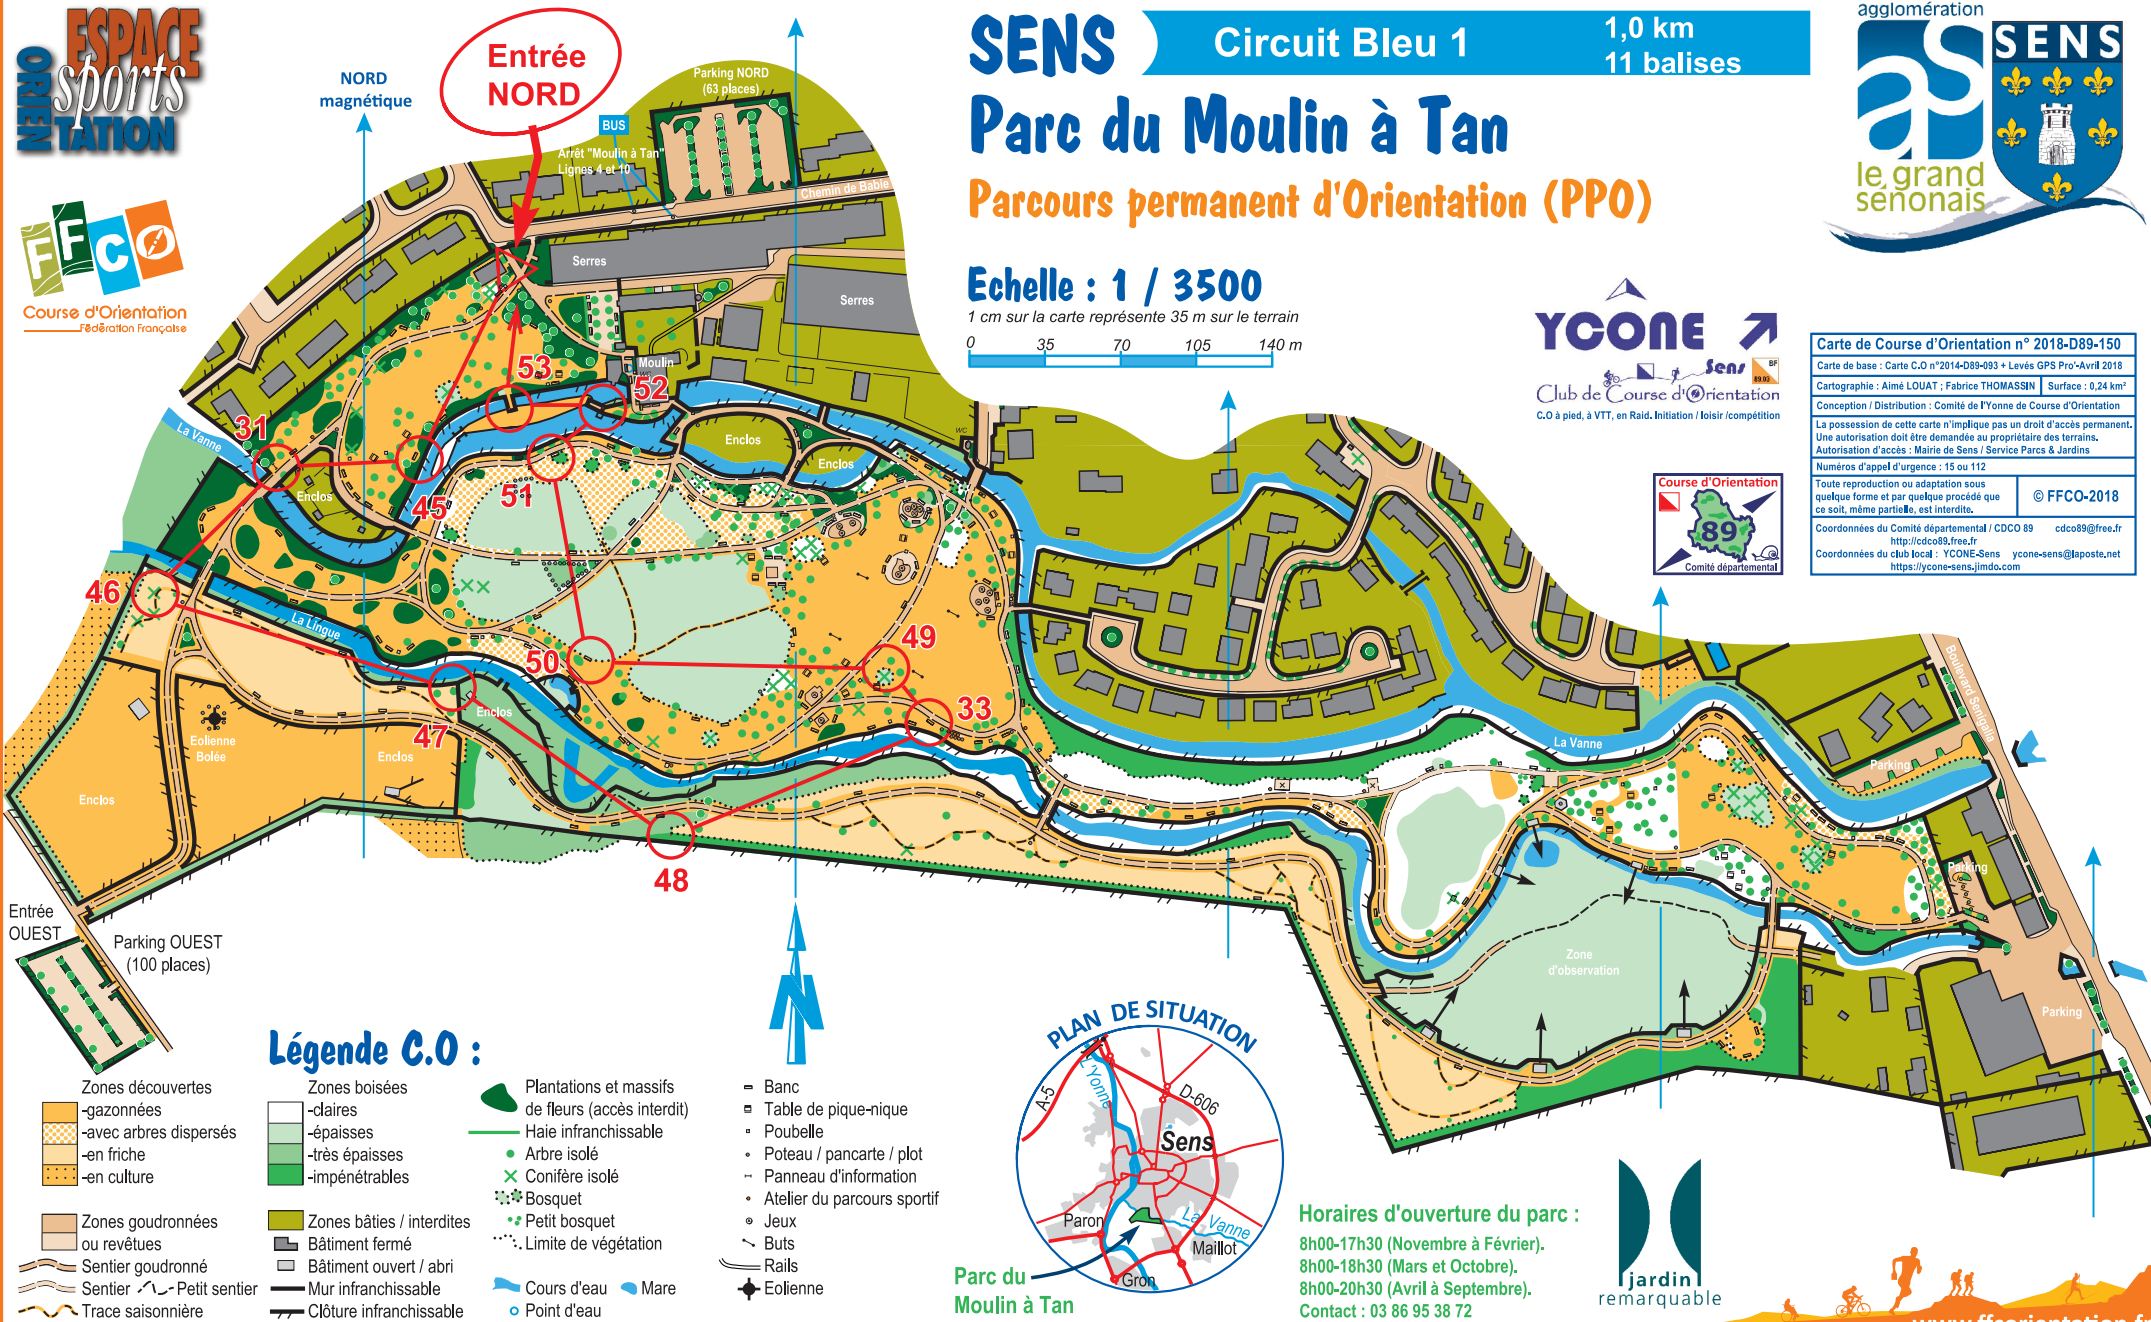 ESPACE
sports
ORIEN
TATION
FFCO
Course d'Orientation
Fédération Française
NORD
magnétique
Entrée
NORD
BUS
Arrêt "Moulin à Tan"
Lignes 4 et 10
Parking NORD
(63 places)
Chemin de Bable
SENS
Circuit Bleu 1
1,0 km
11 balises
Parc du Moulin à Tan
Parcours permanent d'Orientation (PPO)
Echelle : 1 / 3500
1 cm sur la carte représente 35 m sur le terrain
0 35 70 105 140 m
agglomération
aS
le grand
sénonais
SENS
YCONE
Sens
BF
89.03
Club de Course d'Orientation
C.O à pied, à VTT, en Raid. Initiation / loisir /compétition
Course d'Orientation
89
Comité départemental
Carte de Course d'Orientation n° 2018-D89-150
Carte de base : Carte C.O n°2014-D89-093 + Levés GPS Pro'-Avril 2018
Cartographie : Aimé LOUAT ; Fabrice THOMASSIN
Surface : 0,24 km²
Conception / Distribution : Comité de l'Yonne de Course d'Orientation
La possession de cette carte n'implique pas un droit d'accès permanent.
Une autorisation doit être demandée au propriétaire des terrains.
Autorisation d'accès : Mairie de Sens / Service Parcs & Jardins
Numéros d'appel d'urgence : 15 ou 112
Toute reproduction ou adaptation sous
quelque forme et par quelque procédé que
ce soit, même partielle, est interdite.
© FFCO-2018
Coordonnées du Comité départemental / CDCO 89 cdco89@free.fr
http://cdco89.free.fr
Coordonnées du club local : YCONE-Sens ycone-sens@laposte.net
https://ycone-sens.jimdo.com
Serres
Serres
Moulin
WC
53
52
31
La Vanne
45
51
Enclos
Enclos
Enclos
WC
46
La Lingue
50
49
33
47
Enclos
Eolienne
Bolée
Enclos
Enclos
48
La Vanne
Boulevard Senigallia
Parking
Parking
Parking
Zone
d'observation
Entrée
OUEST
Parking OUEST
(100 places)
N
Légende C.O :
Zones découvertes
-gazonnées
-avec arbres dispersés
-en friche
-en culture
Zones goudronnées
ou revêtues
Sentier goudronné
Sentier
Petit sentier
Trace saisonnière
Zones boisées
-claires
-épaisses
-très épaisses
-impénétrables
Zones bâties / interdites
Bâtiment fermé
Bâtiment ouvert / abri
Mur infranchissable
Clôture infranchissable
Plantations et massifs
de fleurs (accès interdit)
Haie infranchissable
Arbre isolé
Conifère isolé
Bosquet
Petit bosquet
Limite de végétation
Cours d'eau
Mare
Point d'eau
Banc
Table de pique-nique
Poubelle
Poteau / pancarte / plot
Panneau d'information
Atelier du parcours sportif
Jeux
Buts
Rails
Eolienne
PLAN DE SITUATION
A-5
L'Yonne
D-606
Sens
Paron
La Vanne
Maillot
Gron
Parc du
Moulin à Tan
Horaires d'ouverture du parc :
8h00-17h30 (Novembre à Février).
8h00-18h30 (Mars et Octobre).
8h00-20h30 (Avril à Septembre).
Contact : 03 86 95 38 72
jardin
remarquable